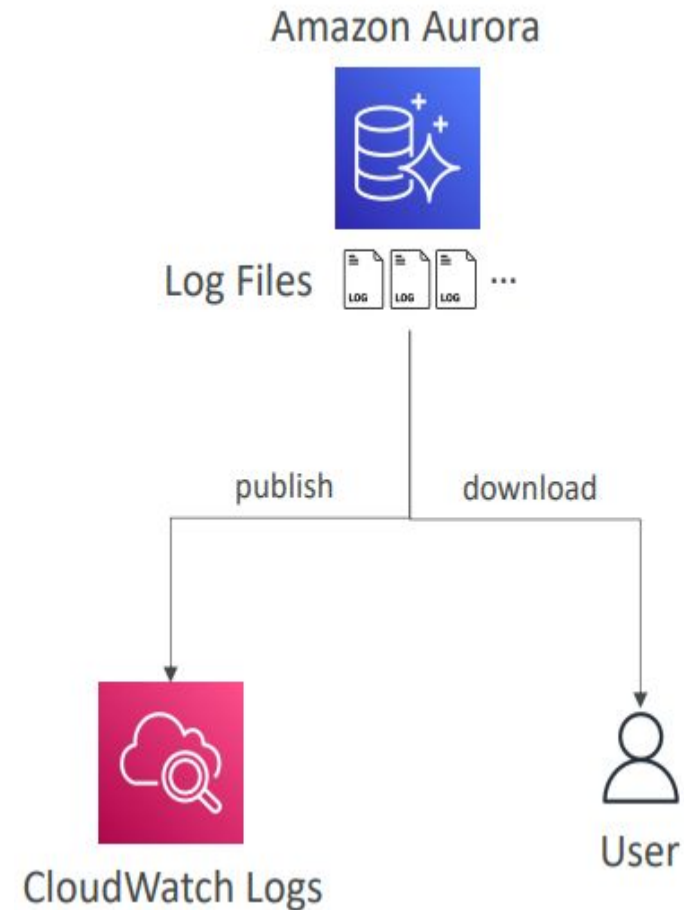 Amazon Aurora
Log Files
LOG LOG LOG ...
publish
download
CloudWatch Logs
User